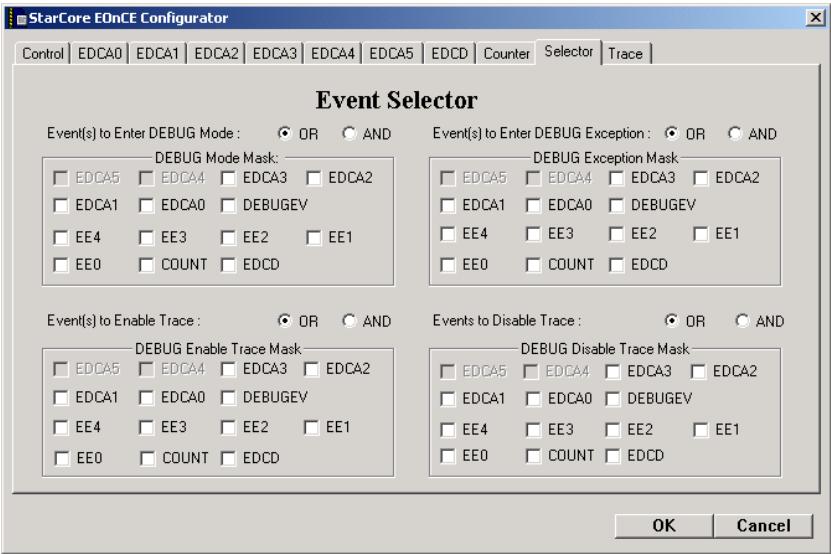 StarCore EOnCE Configurator
Control EDCA0 EDCA1 EDCA2 EDCA3 EDCA4 EDCA5 EDCD Counter Selector Trace
Event Selector
Event(s) to Enter DEBUG Mode : OR AND
DEBUG Mode Mask:
EDCA5 EDCA4 EDCA3 EDCA2
EDCA1 EDCA0 DEBUGEV
EE4 EE3 EE2 EE1
EE0 COUNT EDCD
Event(s) to Enter DEBUG Exception : OR AND
DEBUG Exception Mask
EDCA5 EDCA4 EDCA3 EDCA2
EDCA1 EDCA0 DEBUGEV
EE4 EE3 EE2 EE1
EE0 COUNT EDCD
Event(s) to Enable Trace : OR AND
DEBUG Enable Trace Mask
EDCA5 EDCA4 EDCA3 EDCA2
EDCA1 EDCA0 DEBUGEV
EE4 EE3 EE2 EE1
EE0 COUNT EDCD
Events to Disable Trace : OR AND
DEBUG Disable Trace Mask
EDCA5 EDCA4 EDCA3 EDCA2
EDCA1 EDCA0 DEBUGEV
EE4 EE3 EE2 EE1
EE0 COUNT EDCD
OK Cancel